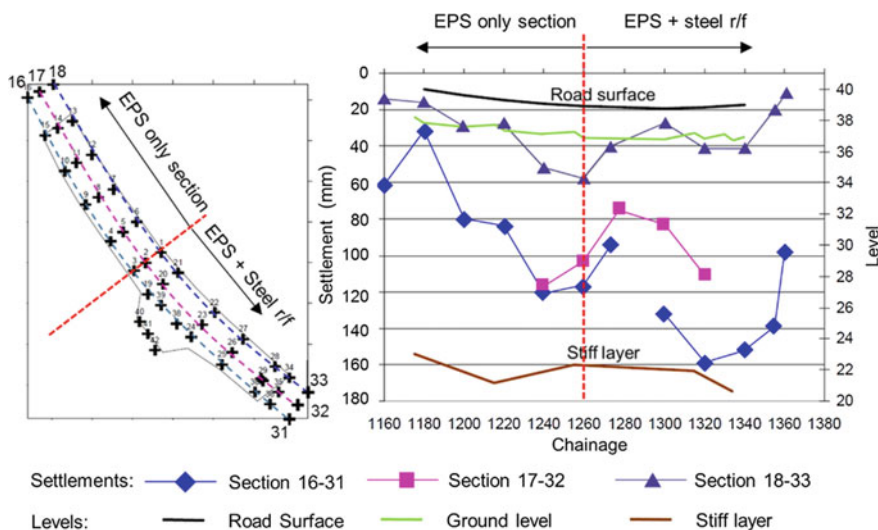 16 17 18
EPS only section
EPS + Steel r/f
33
32
31
EPS only section
EPS + steel r/f
Settlement (mm)
0
20
40
60
80
100
120
140
160
180
Road surface
Stiff layer
Level
40
38
36
34
32
30
28
26
24
22
20
1160 1180 1200 1220 1240 1260 1280 1300 1320 1340 1360 1380
Chainage
Settlements: Section 16-31 Section 17-32 Section 18-33
Levels: Road Surface Ground level Stiff layer